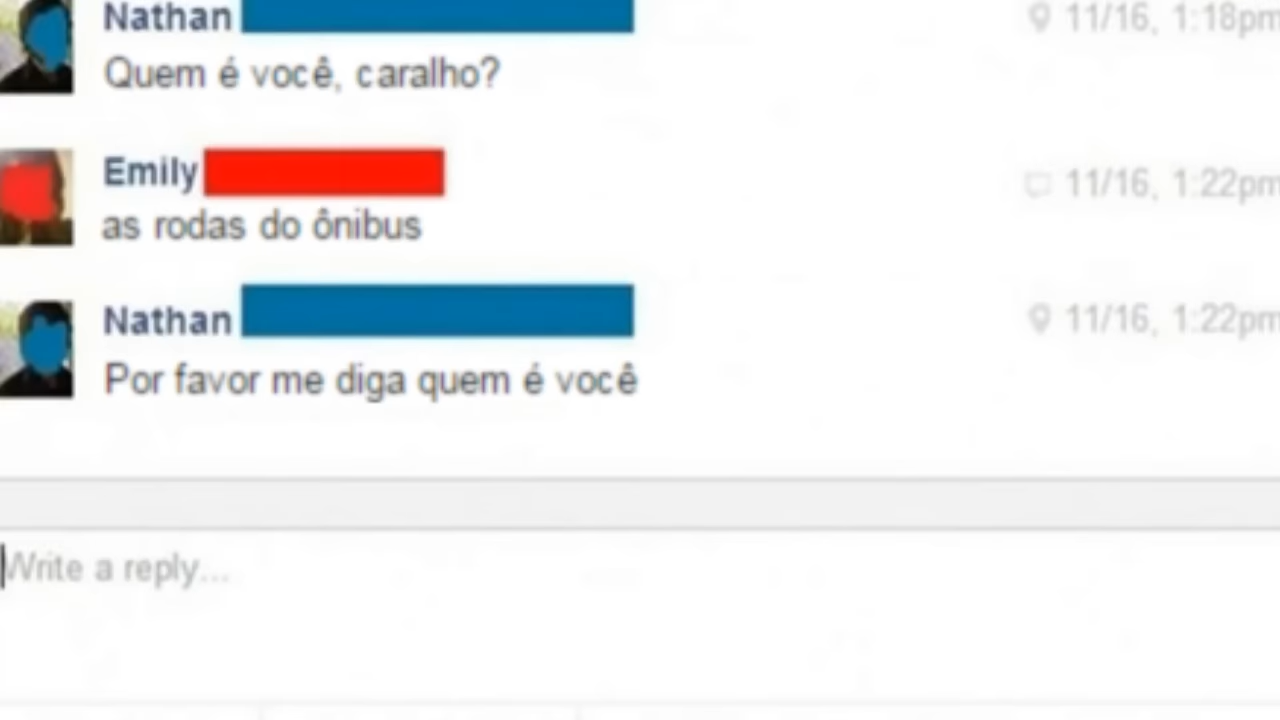 Nathan
11/16, 1:18pm
Quem é você, caralho?
Emily
11/16, 1:22pm
as rodas do ônibus
Nathan
11/16, 1:22pm
Por favor me diga quem é você
Write a reply...